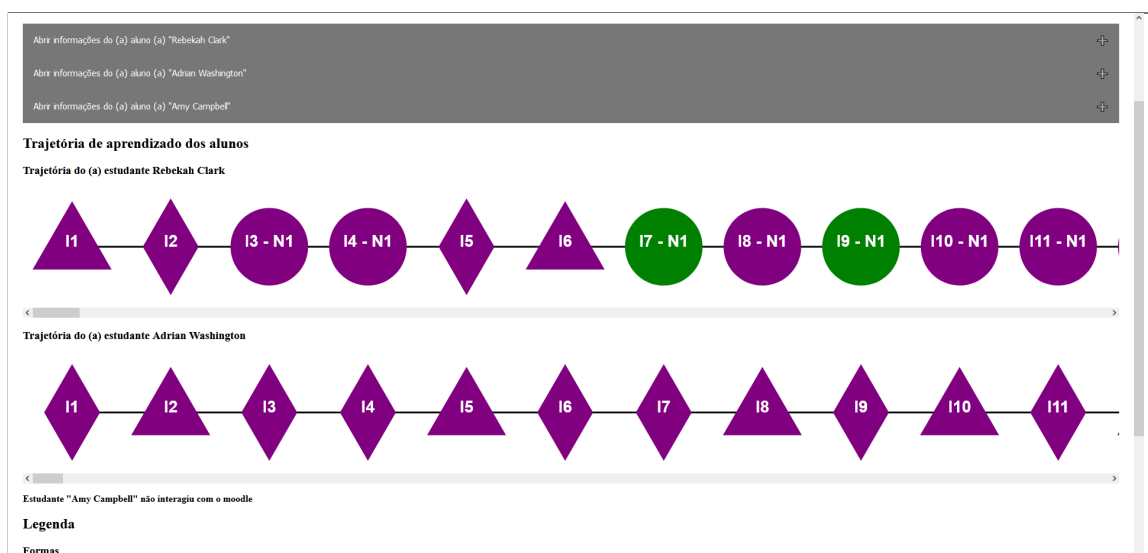 Abrir informações do (a) aluno (a) "Rebekah Clark"
Abrir informações do (a) aluno (a) "Adrian Washington"
Abrir informações do (a) aluno (a) "Amy Campbell"
Trajetória de aprendizado dos alunos
Trajetória do (a) estudante Rebekah Clark
I1 I2 I3 - N1 I4 - N1 I5 I6 I7 - N1 I8 - N1 I9 - N1 I10 - N1 I11 - N1
Trajetória do (a) estudante Adrian Washington
I1 I2 I3 I4 I5 I6 I7 I8 I9 I10 I11
Estudante "Amy Campbell" não interagiu com o moodle
Legenda
Formas